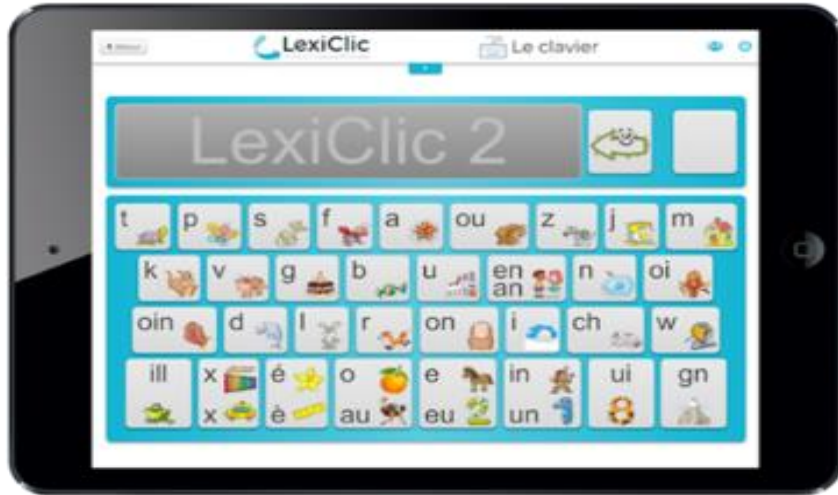 LexiClic Le clavier
LexiClic 2
t p s f a ou z j m
k v g b u en an n oi
oin d l r on i ch w
ill x é o e in ui gn
x è au eu un